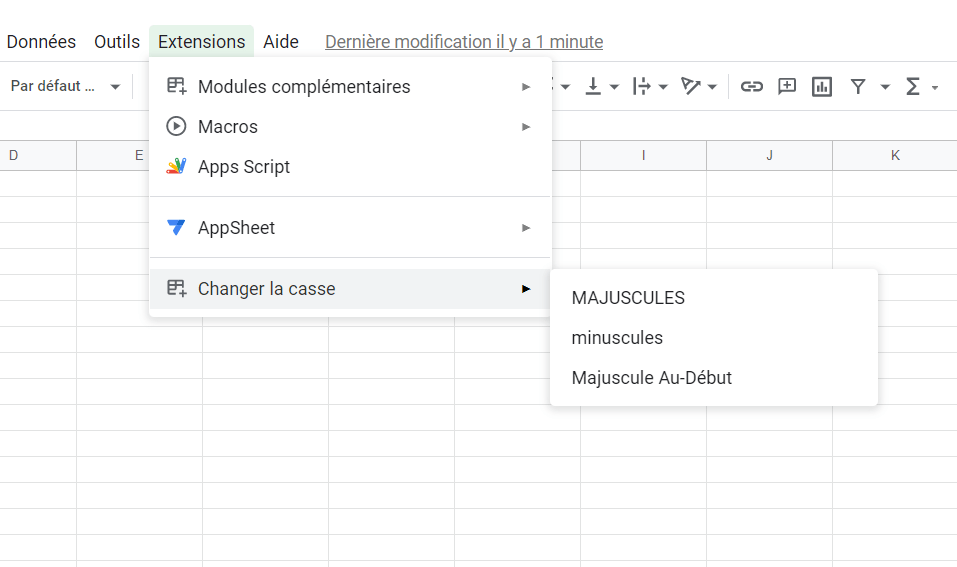 Données Outils Extensions Aide Dernière modification il y a 1 minute
Par défaut ...
Modules complémentaires
Macros
Apps Script
AppSheet
Changer la casse
MAJUSCULES
minuscules
Majuscule Au-Début
D E I J K